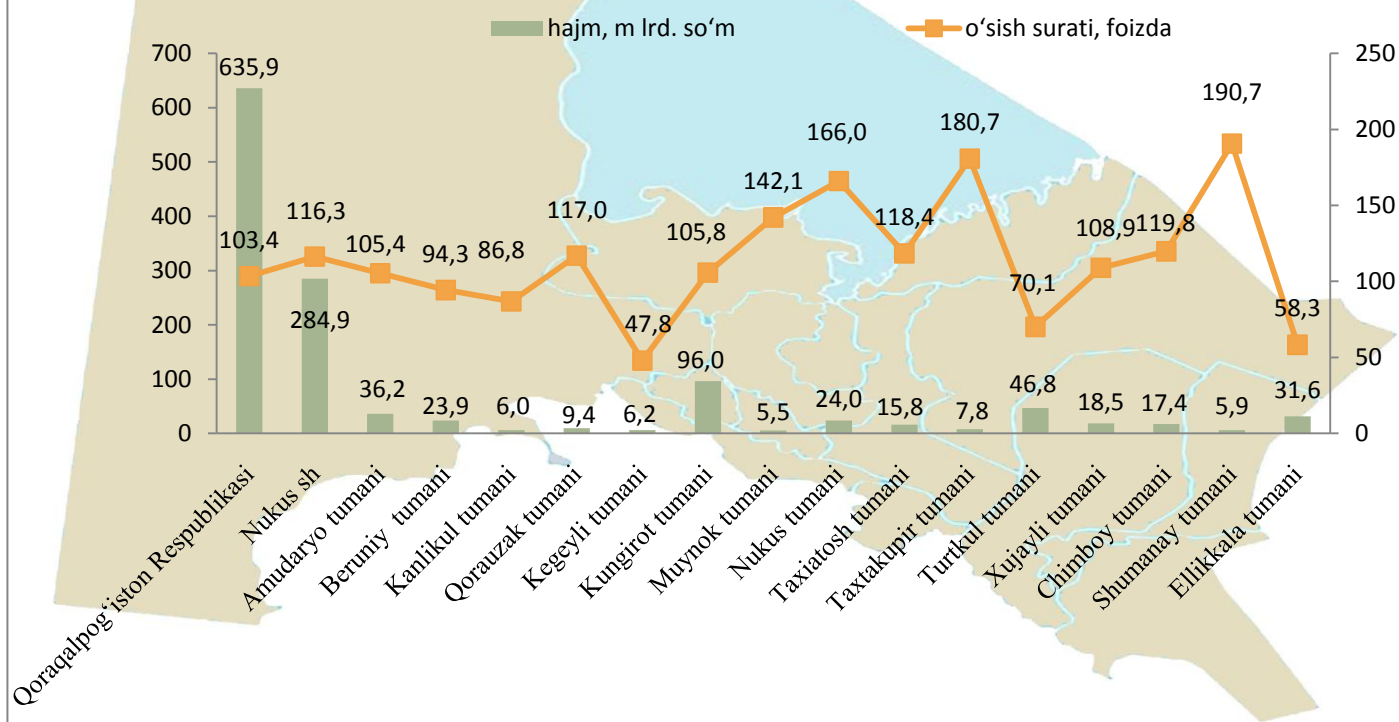 hajm, m lrd. so‘m
o‘sish surati, foizda
700
600
500
400
300
200
100
0
250
200
150
100
50
0
635,9
284,9
36,2
23,9
6,0
9,4
6,2
96,0
5,5
24,0
15,8
7,8
46,8
18,5
17,4
5,9
31,6
103,4
116,3
105,4
94,3
86,8
117,0
47,8
105,8
142,1
166,0
118,4
180,7
70,1
108,9
119,8
190,7
58,3
Qoraqalpog‘iston Respublikasi
Nukus sh
Amudaryo tumani
Beruniy tumani
Kanlikul tumani
Qorauzak tumani
Kegeyli tumani
Kungirot tumani
Muynok tumani
Nukus tumani
Taxiatosh tumani
Taxtakupir tumani
Turtkul tumani
Xujayli tumani
Chimboy tumani
Shumanay tumani
Ellikkala tumani